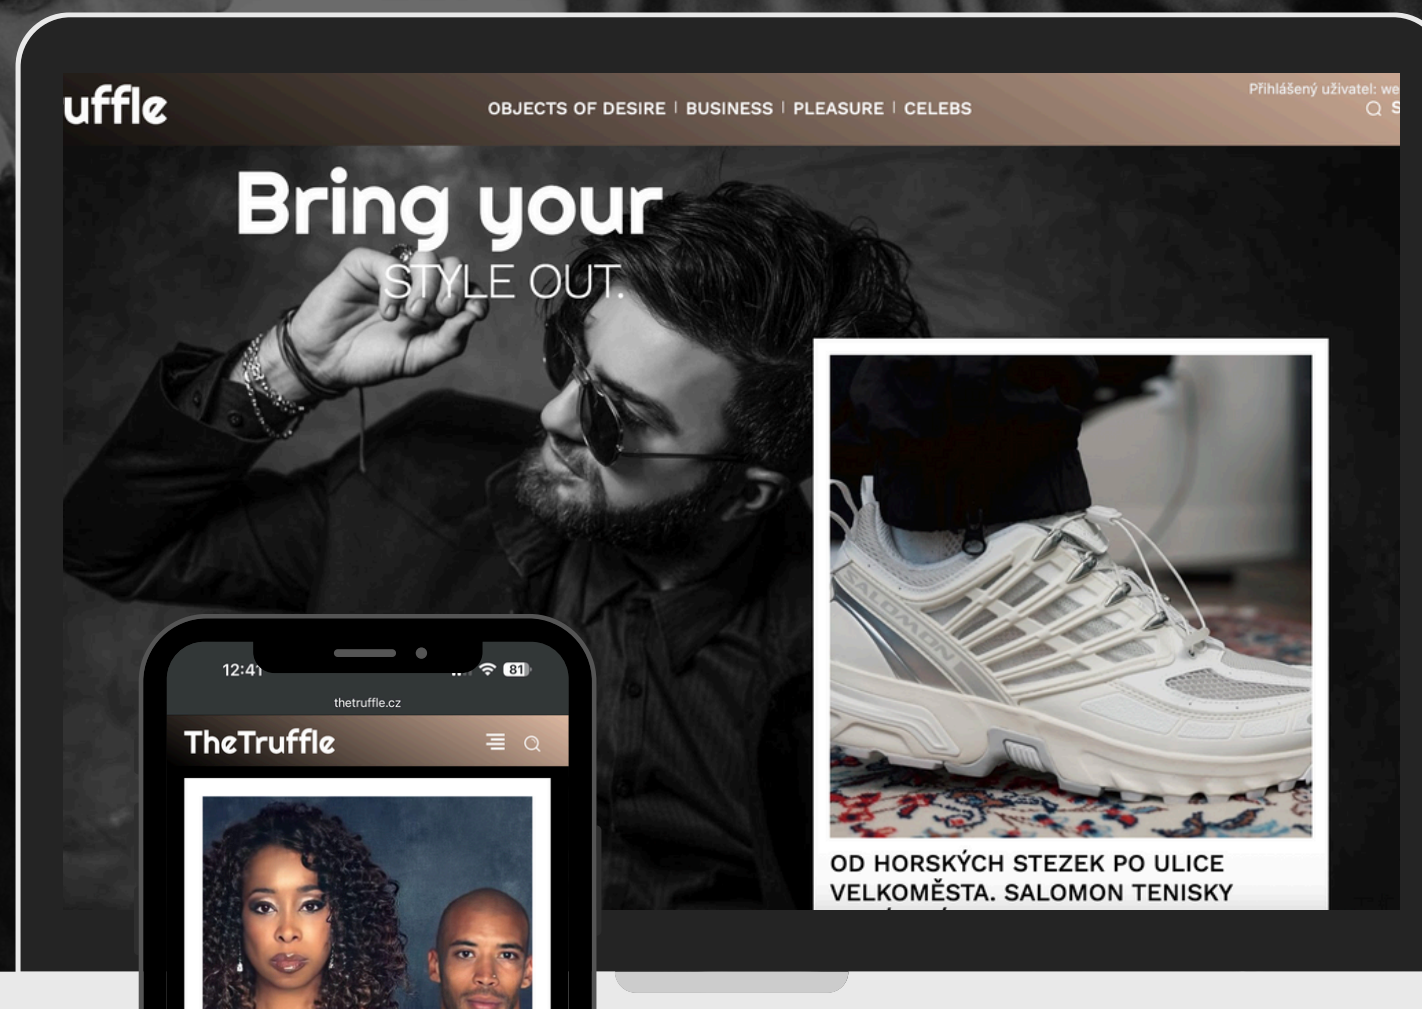 uffle
OBJECTS OF DESIRE | BUSINESS | PLEASURE | CELEBS
Přihlášený uživatel: we
S
Bring your
STYLE OUT.
SALOMON
OD HORSKÝCH STEZEK PO ULICE
VELKOMĚSTA. SALOMON TENISKY
12:41
81
thetruffle.cz
TheTruffle